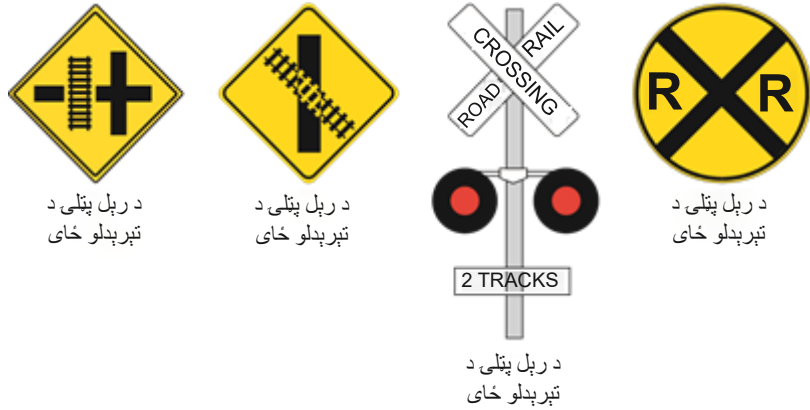 د رېل پټلۍ د
تېرېدلو ځای
د رېل پټلۍ د
تېرېدلو ځای
RAIL
CROSSING
ROAD
2 TRACKS
د رېل پټلۍ د
تېرېدلو ځای
R R
د رېل پټلۍ د
تېرېدلو ځای